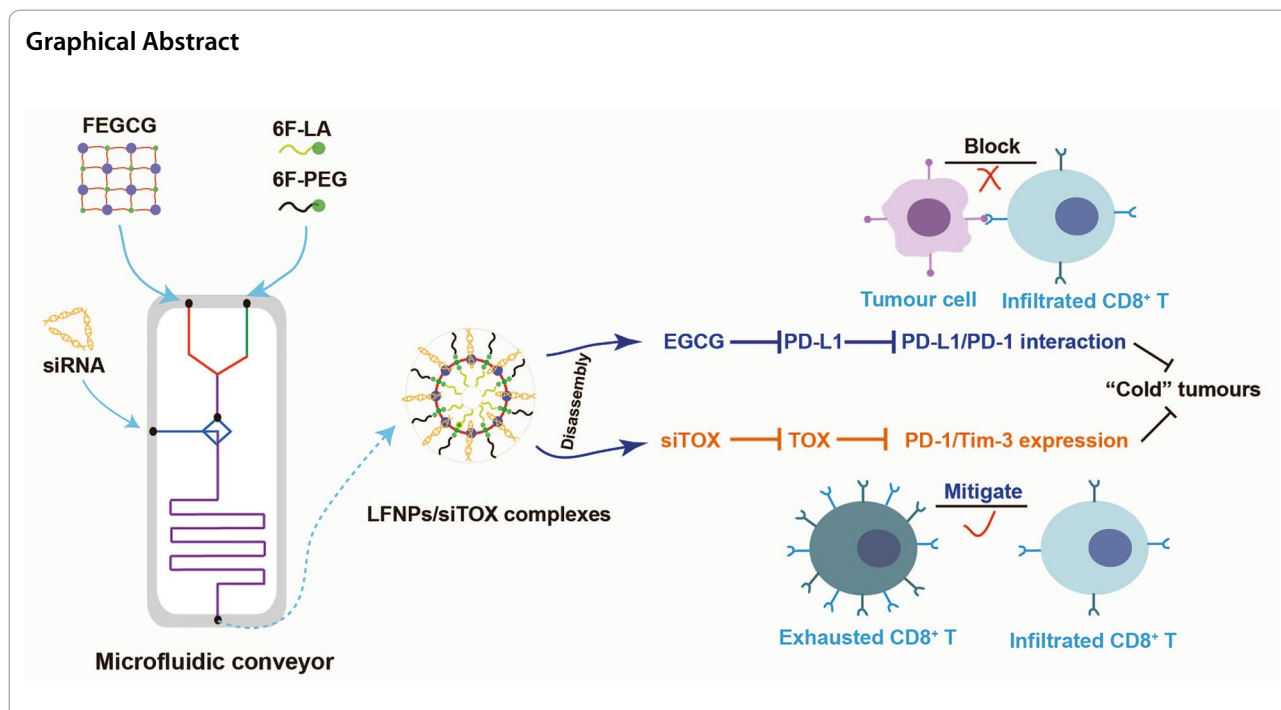 Graphical Abstract
FEGCG
6F-LA
6F-PEG
siRNA
Microfluidic conveyor
LFNPs/siTOX complexes
Disassembly
Block
Tumour cell
Infiltrated CD8⁺ T
EGCG
PD-L1
PD-L1/PD-1 interaction
"Cold" tumours
siTOX
TOX
PD-1/Tim-3 expression
Mitigate
Exhausted CD8⁺ T
Infiltrated CD8⁺ T